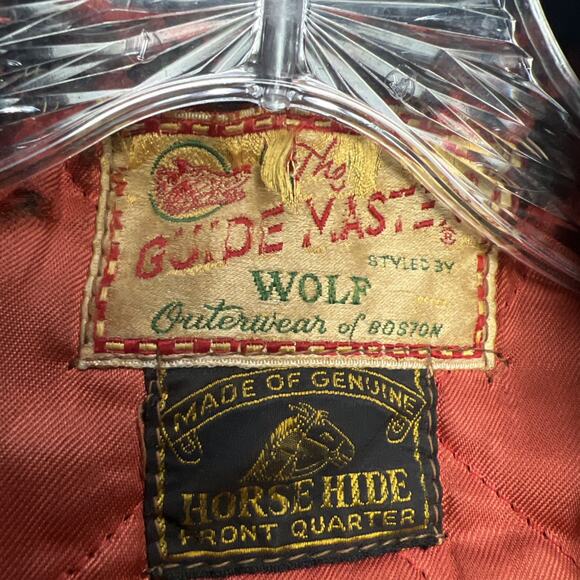 The
GUIDE MASTER®
STYLED BY
WOLF
Outerwear of BOSTON
MADE OF GENUINE
HORSE HIDE
FRONT QUARTER